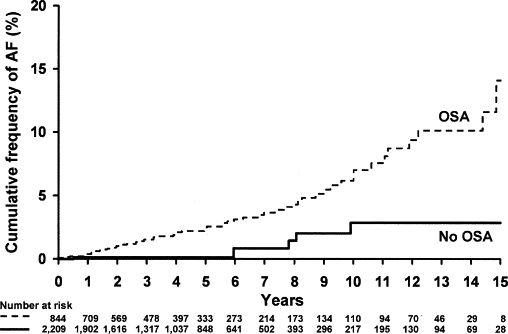 Cumulative frequency of AF (%)
20
15
10
5
0
OSA
No OSA
0 1 2 3 4 5 6 7 8 9 10 11 12 13 14 15
Years
Number at risk
844 709 569 478 397 333 273 214 173 134 110 94 70 46 29 8
2,209 1,902 1,616 1,317 1,037 848 641 502 393 296 217 195 130 94 69 28